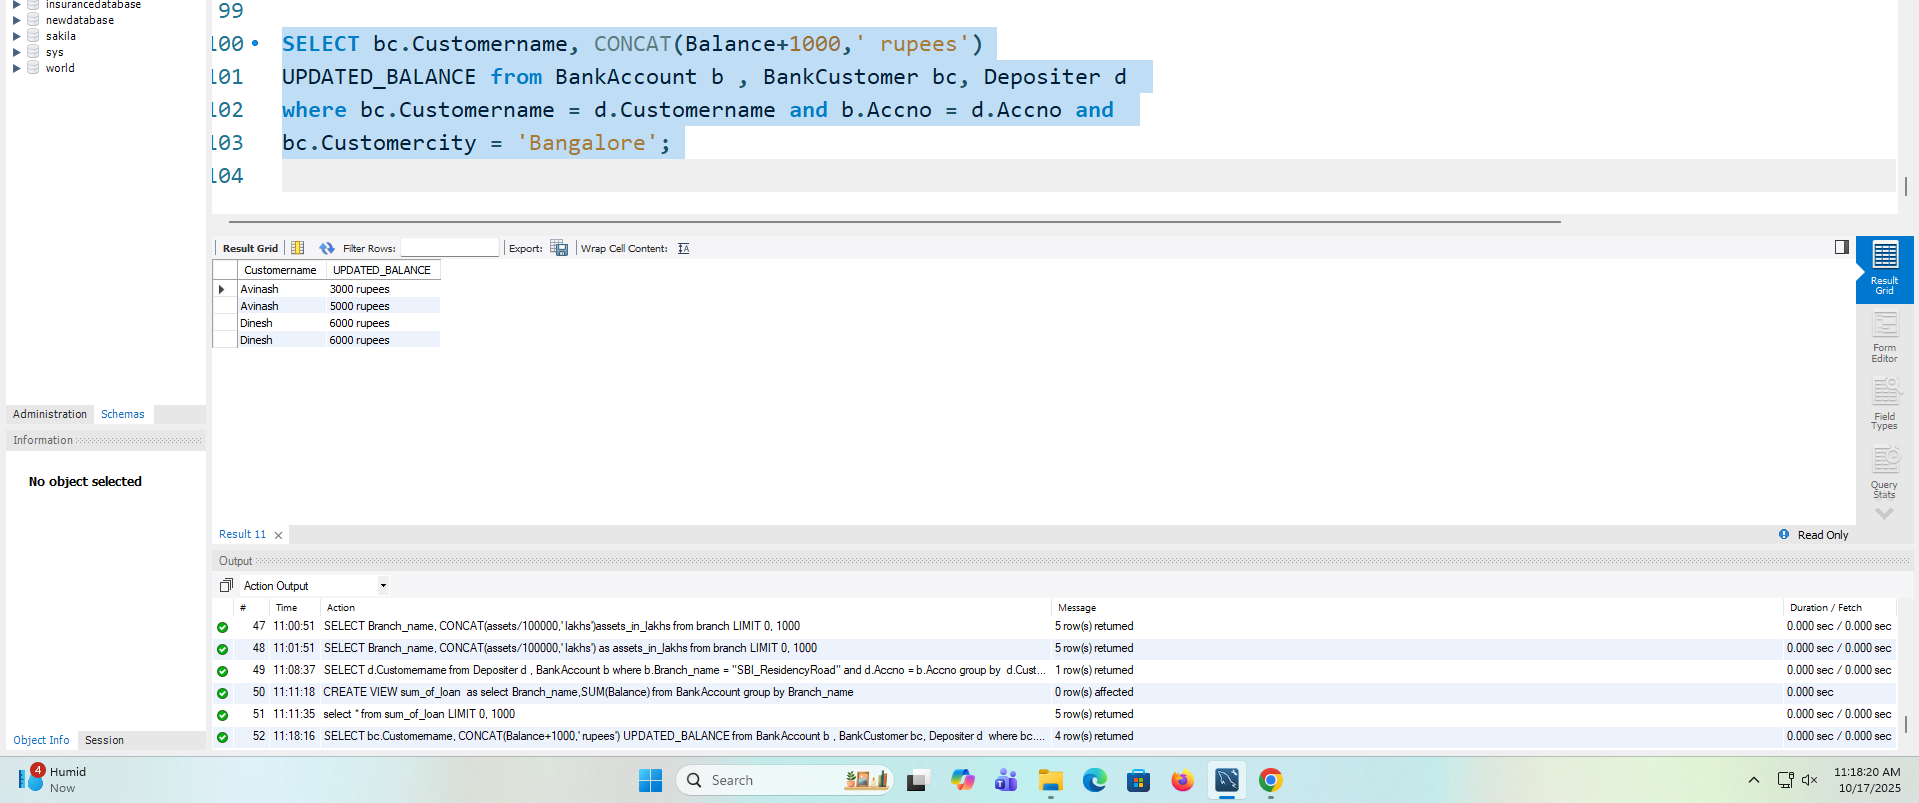 insurancedatabase
newdatabase
sakila
sys
world
Administration Schemas
Information
No object selected
Object Info Session
99
100 SELECT bc.Customername, CONCAT(Balance+1000,' rupees')
101 UPDATED_BALANCE from BankAccount b , BankCustomer bc, Depositer d
102 where bc.Customername = d.Customername and b.Accno = d.Accno and
103 bc.Customercity = 'Bangalore';
104
Result Grid Filter Rows: Export: Wrap Cell Content:
Customername UPDATED_BALANCE
Avinash 3000 rupees
Avinash 5000 rupees
Dinesh 6000 rupees
Dinesh 6000 rupees
Result
Grid
Form
Editor
Field
Types
Query
Stats
Result 11 Read Only
Output
Action Output
# Time Action Message Duration / Fetch
47 11:00:51 SELECT Branch_name, CONCAT(assets/100000,' lakhs')assets_in_lakhs from branch LIMIT 0, 1000 5 row(s) returned 0.000 sec / 0.000 sec
48 11:01:51 SELECT Branch_name, CONCAT(assets/100000,' lakhs') as assets_in_lakhs from branch LIMIT 0, 1000 5 row(s) returned 0.000 sec / 0.000 sec
49 11:08:37 SELECT d.Customername from Depositer d , BankAccount b where b.Branch_name = "SBI_ResidencyRoad" and d.Accno = b.Accno group by d.Cust... 1 row(s) returned 0.000 sec / 0.000 sec
50 11:11:18 CREATE VIEW sum_of_loan as select Branch_name,SUM(Balance) from BankAccount group by Branch_name 0 row(s) affected 0.000 sec
51 11:11:35 select * from sum_of_loan LIMIT 0, 1000 5 row(s) returned 0.000 sec / 0.000 sec
52 11:18:16 SELECT bc.Customername, CONCAT(Balance+1000,' rupees') UPDATED_BALANCE from BankAccount b , BankCustomer bc, Depositer d where bc.... 4 row(s) returned 0.000 sec / 0.000 sec
4 Humid
Now
Search
11:18:20 AM
10/17/2025